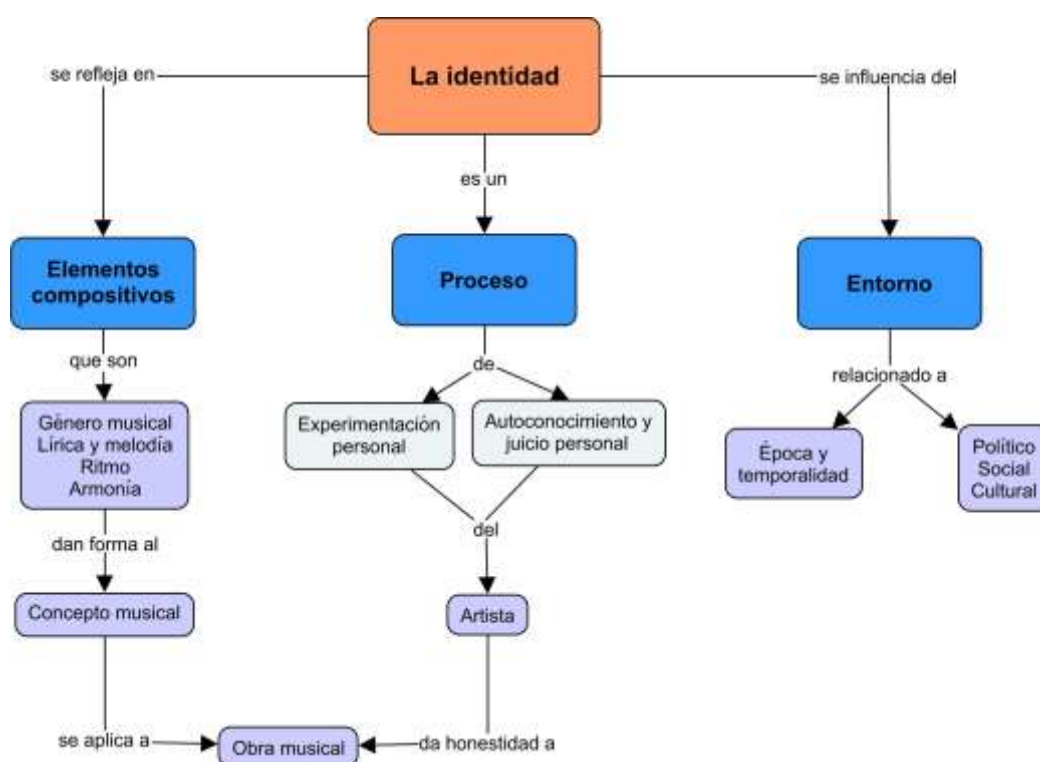 La identidad
se refleja en
se influencia del
es un
Elementos
compositivos
Proceso
Entorno
que son
de
relacionado a
Género musical
Lírica y melodía
Ritmo
Armonía
Experimentación
personal
Autoconocimiento y
juicio personal
Época y
temporalidad
Político
Social
Cultural
dan forma al
del
Concepto musical
Artista
se aplica a
da honestidad a
Obra musical